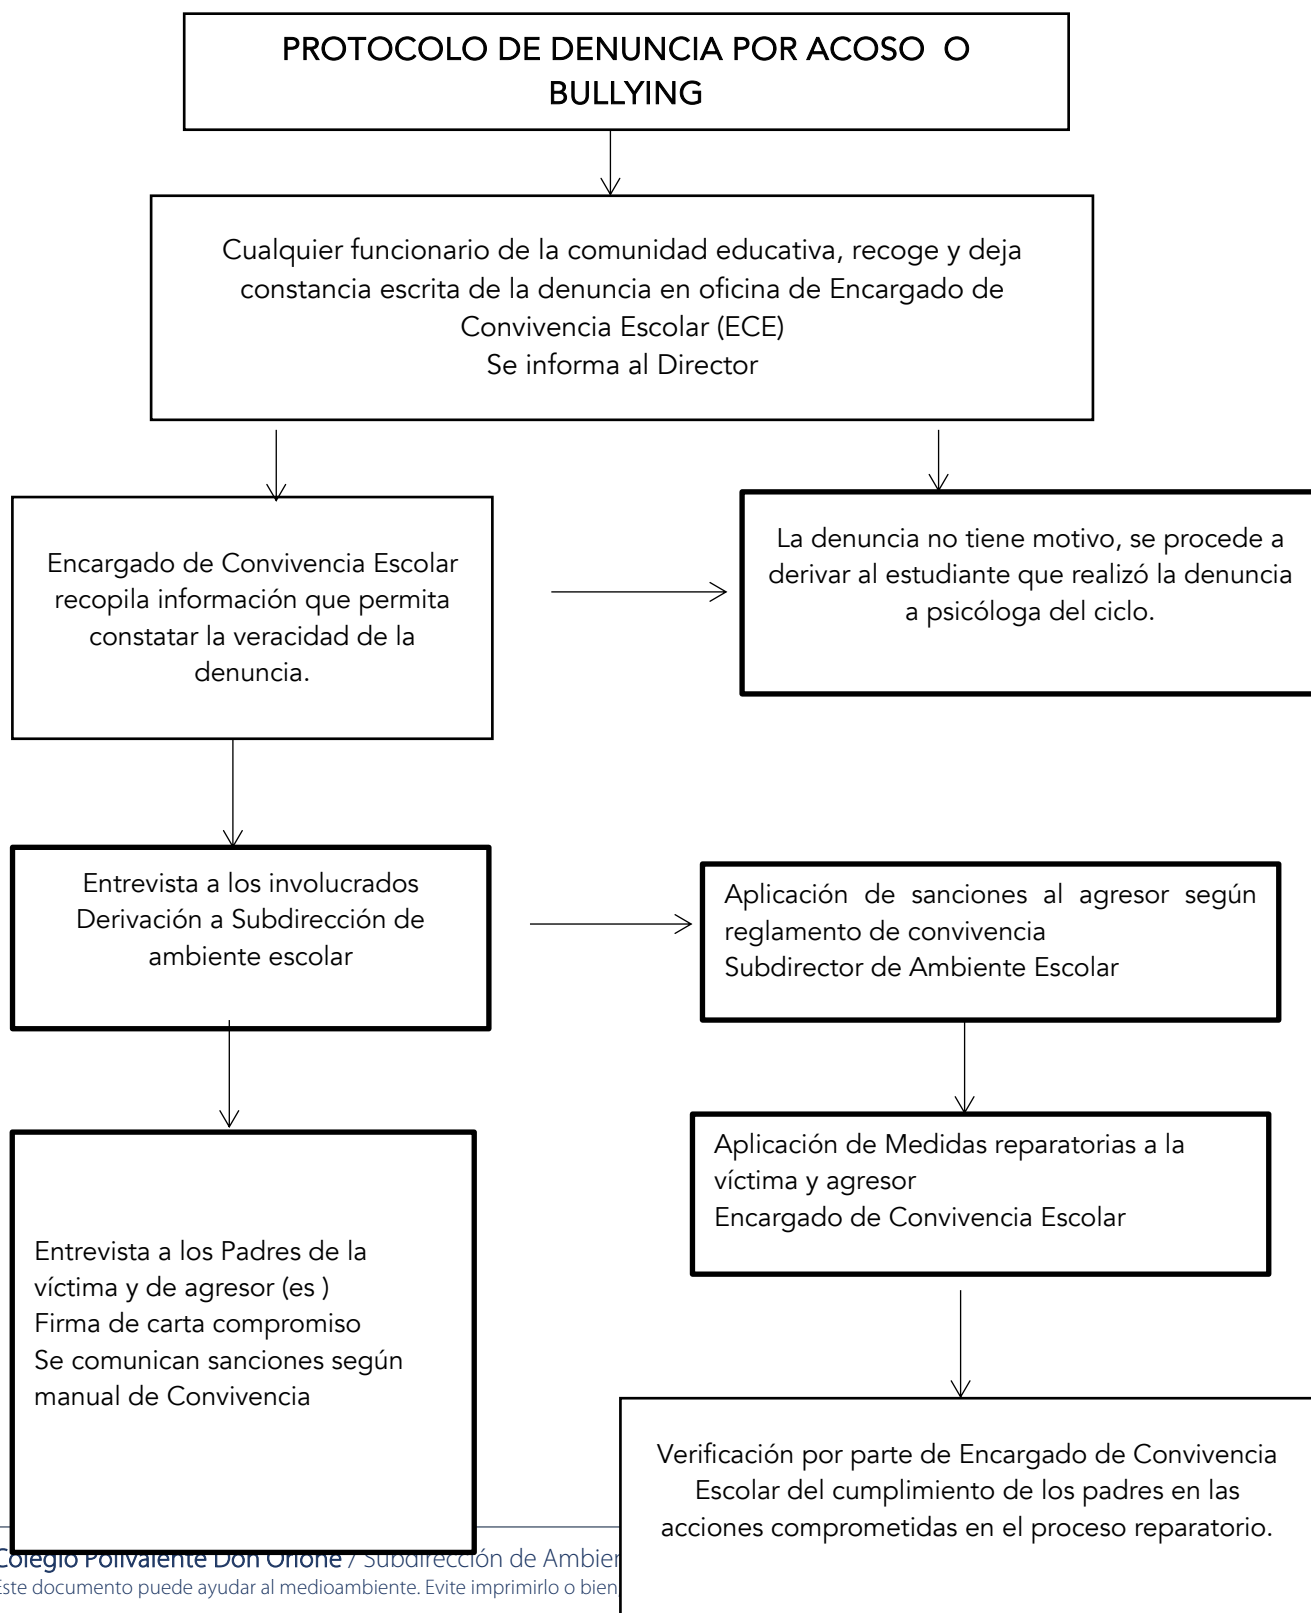 PROTOCOLO DE DENUNCIA POR ACOSO O
BULLYING
Cualquier funcionario de la comunidad educativa, recoge y deja
constancia escrita de la denuncia en oficina de Encargado de
Convivencia Escolar (ECE)
Se informa al Director
Encargado de Convivencia Escolar
recopila información que permita
constatar la veracidad de la
denuncia.
La denuncia no tiene motivo, se procede a
derivar al estudiante que realizó la denuncia
a psicóloga del ciclo.
Entrevista a los involucrados
Derivación a Subdirección de
ambiente escolar
Aplicación de sanciones al agresor según
reglamento de convivencia
Subdirector de Ambiente Escolar
Entrevista a los Padres de la
víctima y de agresor (es )
Firma de carta compromiso
Se comunican sanciones según
manual de Convivencia
Aplicación de Medidas reparatorias a la
víctima y agresor
Encargado de Convivencia Escolar
Verificación por parte de Encargado de Convivencia
Escolar del cumplimiento de los padres en las
acciones comprometidas en el proceso reparatorio.
Colegio Polivalente Don Orione / Subdirección de Ambien
Este documento puede ayudar al medioambiente. Evite imprimirlo o bien,